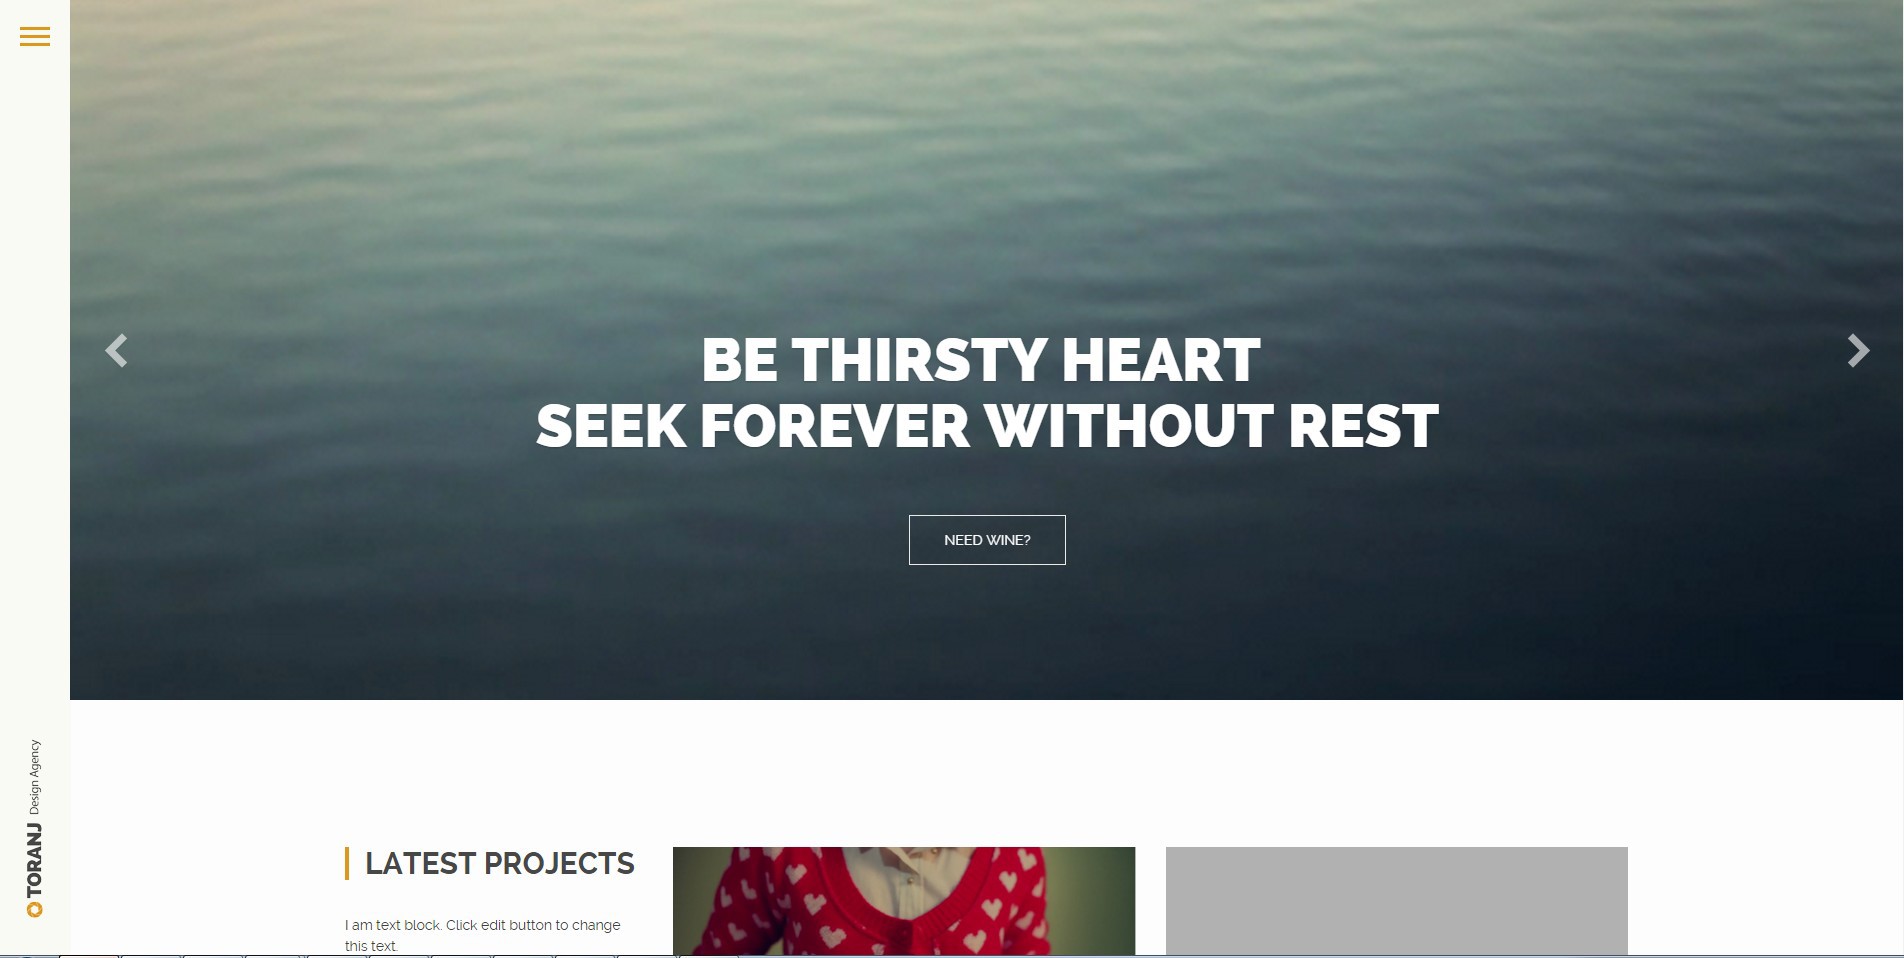 BE THIRSTY HEART
SEEK FOREVER WITHOUT REST
NEED WINE?
TORANJ Design Agency
LATEST PROJECTS
I am text block. Click edit button to change
this text.